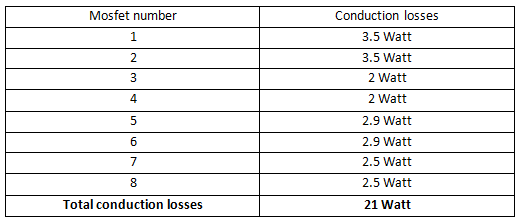 Mosfet number Conduction losses
1 3.5 Watt
2 3.5 Watt
3 2 Watt
4 2 Watt
5 2.9 Watt
6 2.9 Watt
7 2.5 Watt
8 2.5 Watt
Total conduction losses 21 Watt